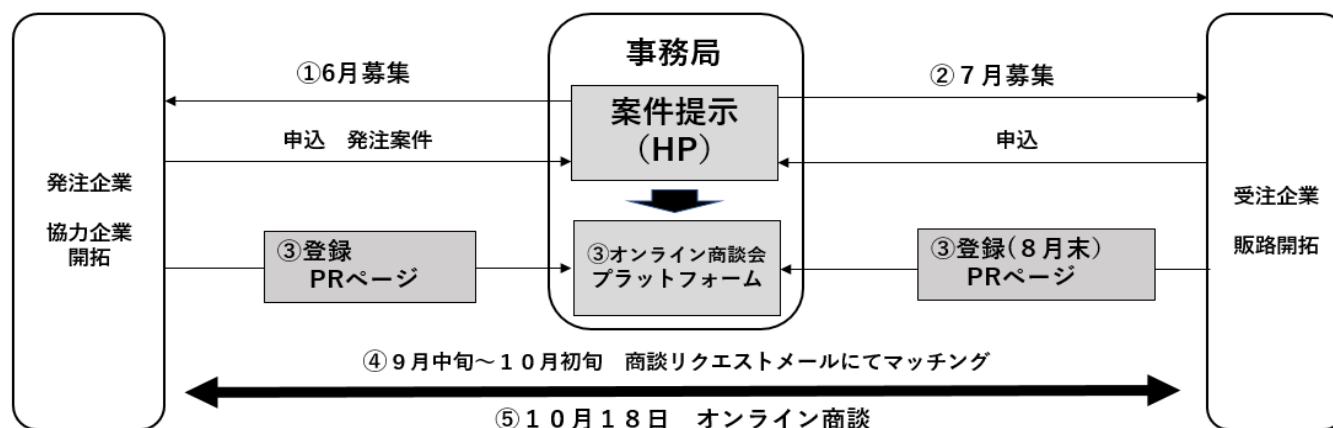 事務局
①6月募集
②７月募集
案件提示
（HP）
申込　発注案件
申込
発注企業
協力企業
開拓
受注企業
販路開拓
③登録
PRページ
③オンライン商談会
プラットフォーム
③登録(８月末)
PRページ
④９月中旬～１０月初旬　商談リクエストメールにてマッチング
⑤１０月１８日　オンライン商談